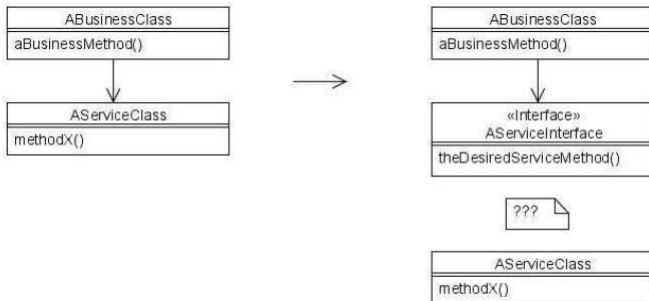 ABusinessClass
aBusinessMethod()
AServiceClass
methodX()
ABusinessClass
aBusinessMethod()
«Interface»
AServiceInterface
theDesiredServiceMethod()
???
AServiceClass
methodX()